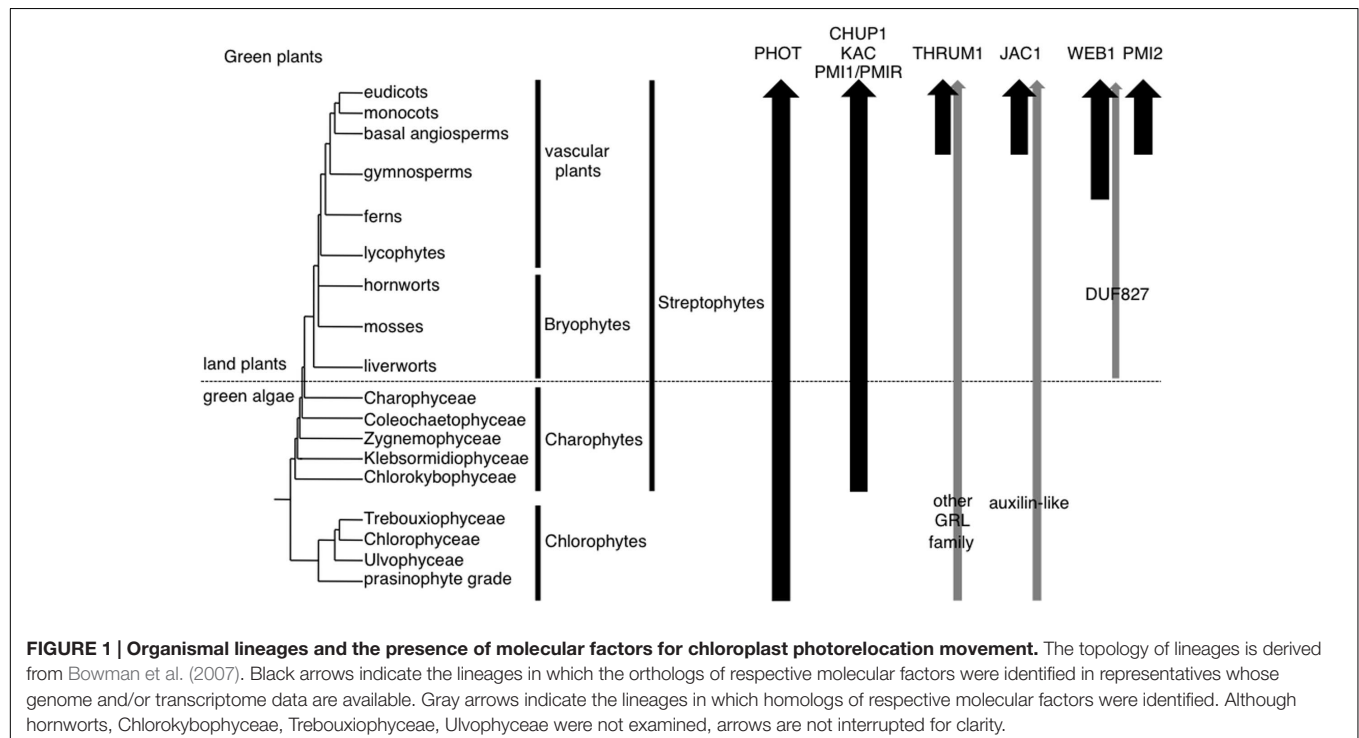 Green plants
CHUP1
PHOT KAC THRUM1 JAC1 WEB1 PMI2
PMI1/PMIR
eudicots
monocots
basal angiosperms
vascular
plants
gymnosperms
ferns
lycophytes
hornworts
DUF827
Streptophytes
Bryophytes
mosses
land plants
liverworts
green algae
Charophyceae
Coleochaetophyceae
Charophytes
Zygnemophyceae
Klebsormidiophyceae
Chlorokybophyceae
other
GRL
family
auxilin-like
Trebouxiophyceae
Chlorophyceae
Chlorophytes
Ulvophyceae
prasinophyte grade
FIGURE 1 | Organismal lineages and the presence of molecular factors for chloroplast photorelocation movement. The topology of lineages is derived
from Bowman et al. (2007). Black arrows indicate the lineages in which the orthologs of respective molecular factors were identified in representatives whose
genome and/or transcriptome data are available. Gray arrows indicate the lineages in which homologs of respective molecular factors were identified. Although
hornworts, Chlorokybophyceae, Trebouxiophyceae, Ulvophyceae were not examined, arrows are not interrupted for clarity.